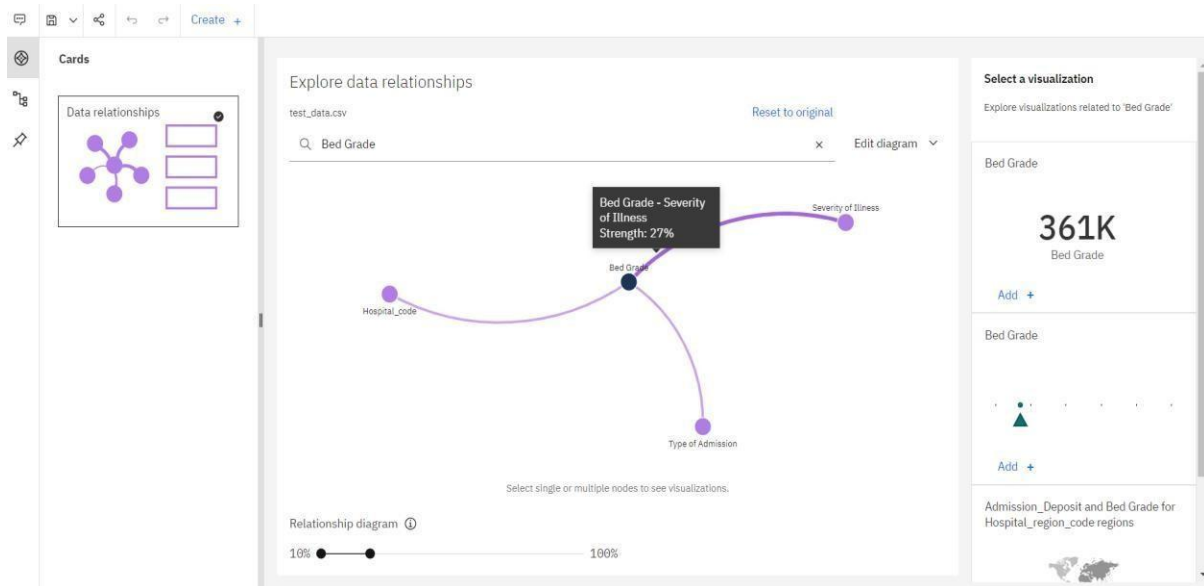 Create +
Cards
Data relationships
Explore data relationships
test_data.csv
Reset to original
Bed Grade
Edit diagram
Bed Grade - Severity
of Illness
Strength: 27%
Severity of Illness
Bed Grade
Hospital_code
Type of Admission
Select single or multiple nodes to see visualizations.
Relationship diagram
10%
100%
Select a visualization
Explore visualizations related to 'Bed Grade'
Bed Grade
361K
Bed Grade
Add +
Bed Grade
Add +
Admission_Deposit and Bed Grade for
Hospital_region_code regions